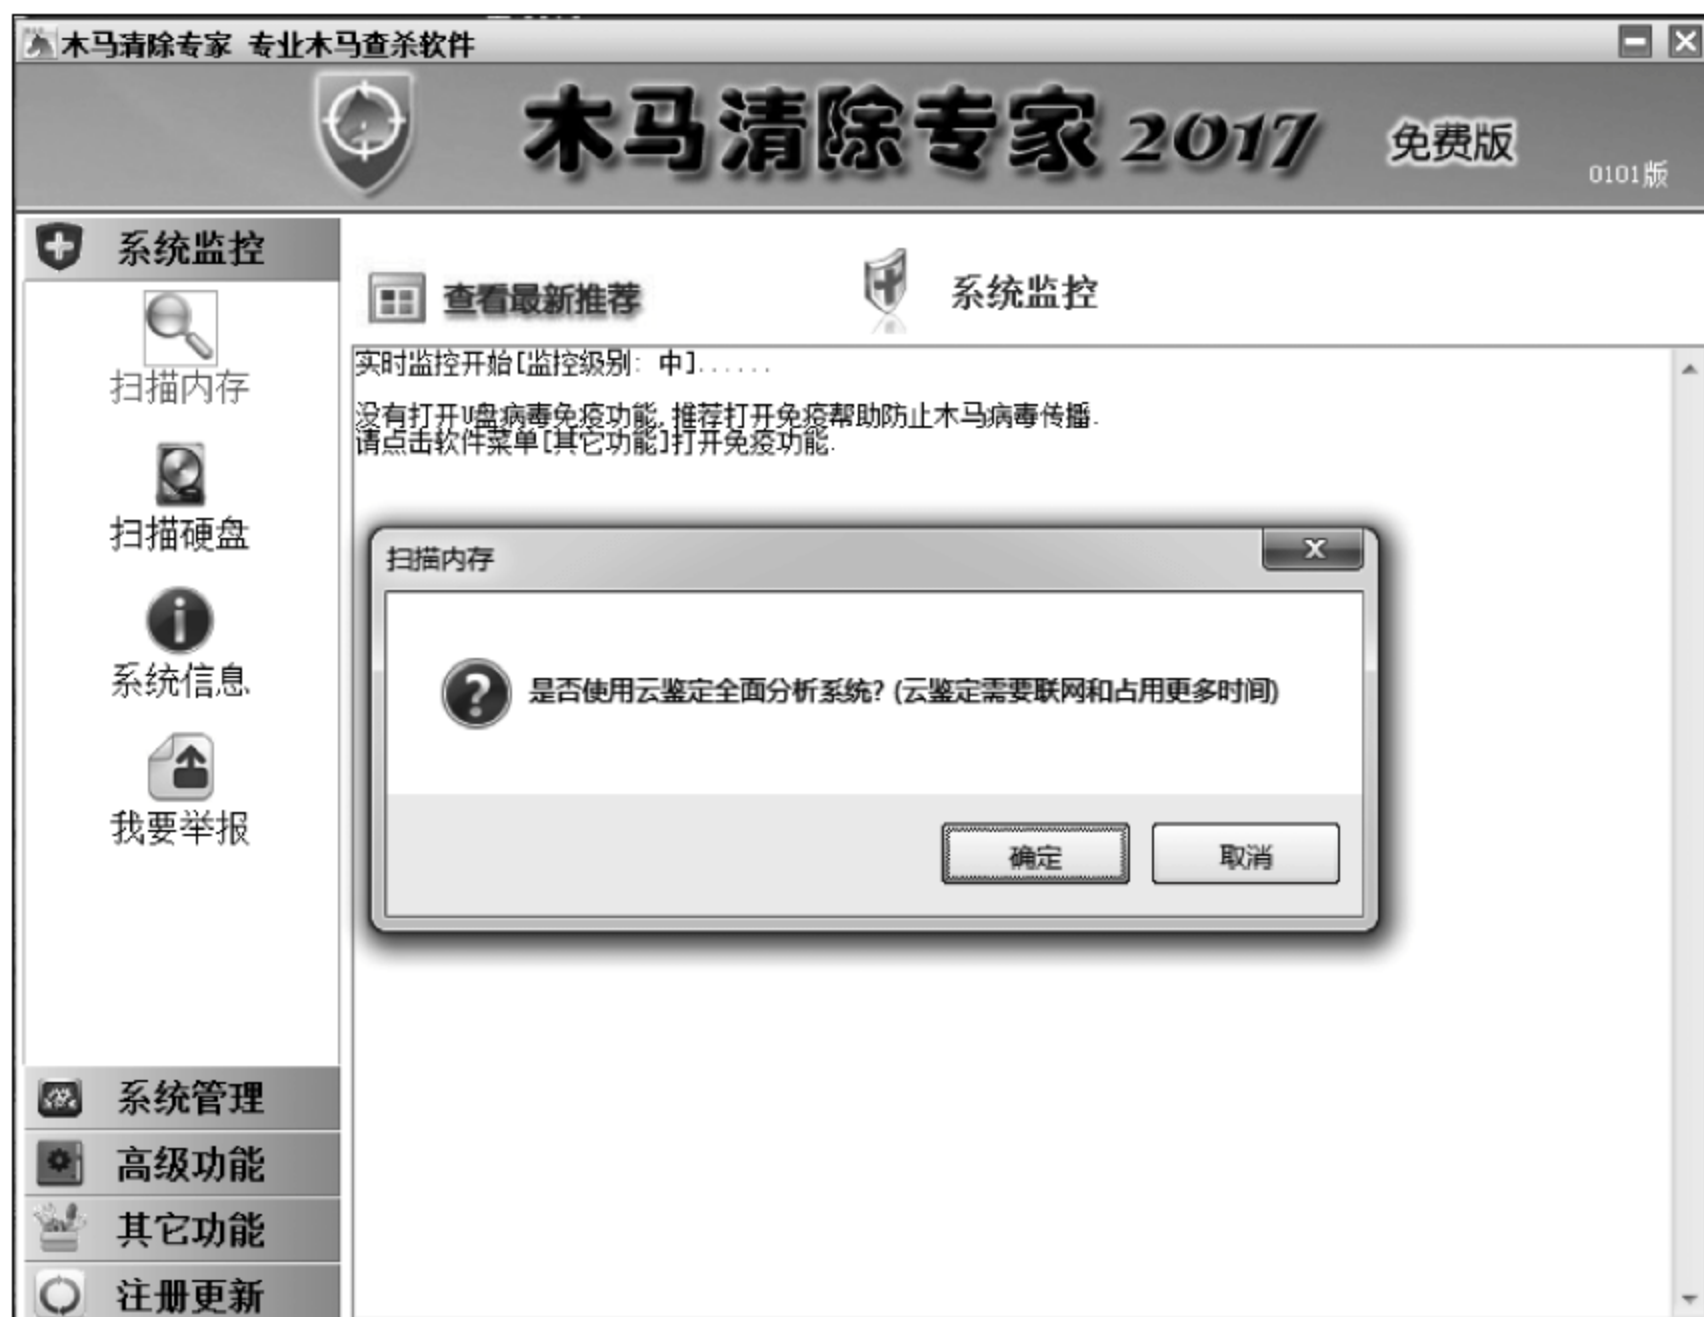 木马清除专家 专业木马查杀软件
木马清除专家 2017 免费版
0101版
系统监控
扫描内存
扫描硬盘
系统信息
我要举报
系统管理
高级功能
其它功能
注册更新
查看最新推荐
系统监控
实时监控开始[监控级别: 中]......
没有打开U盘病毒免疫功能,推荐打开免疫帮助防止木马病毒传播.
请点击软件菜单[其它功能]打开免疫功能.
扫描内存
是否使用云鉴定全面分析系统? (云鉴定需要联网和占用更多时间)
确定
取消